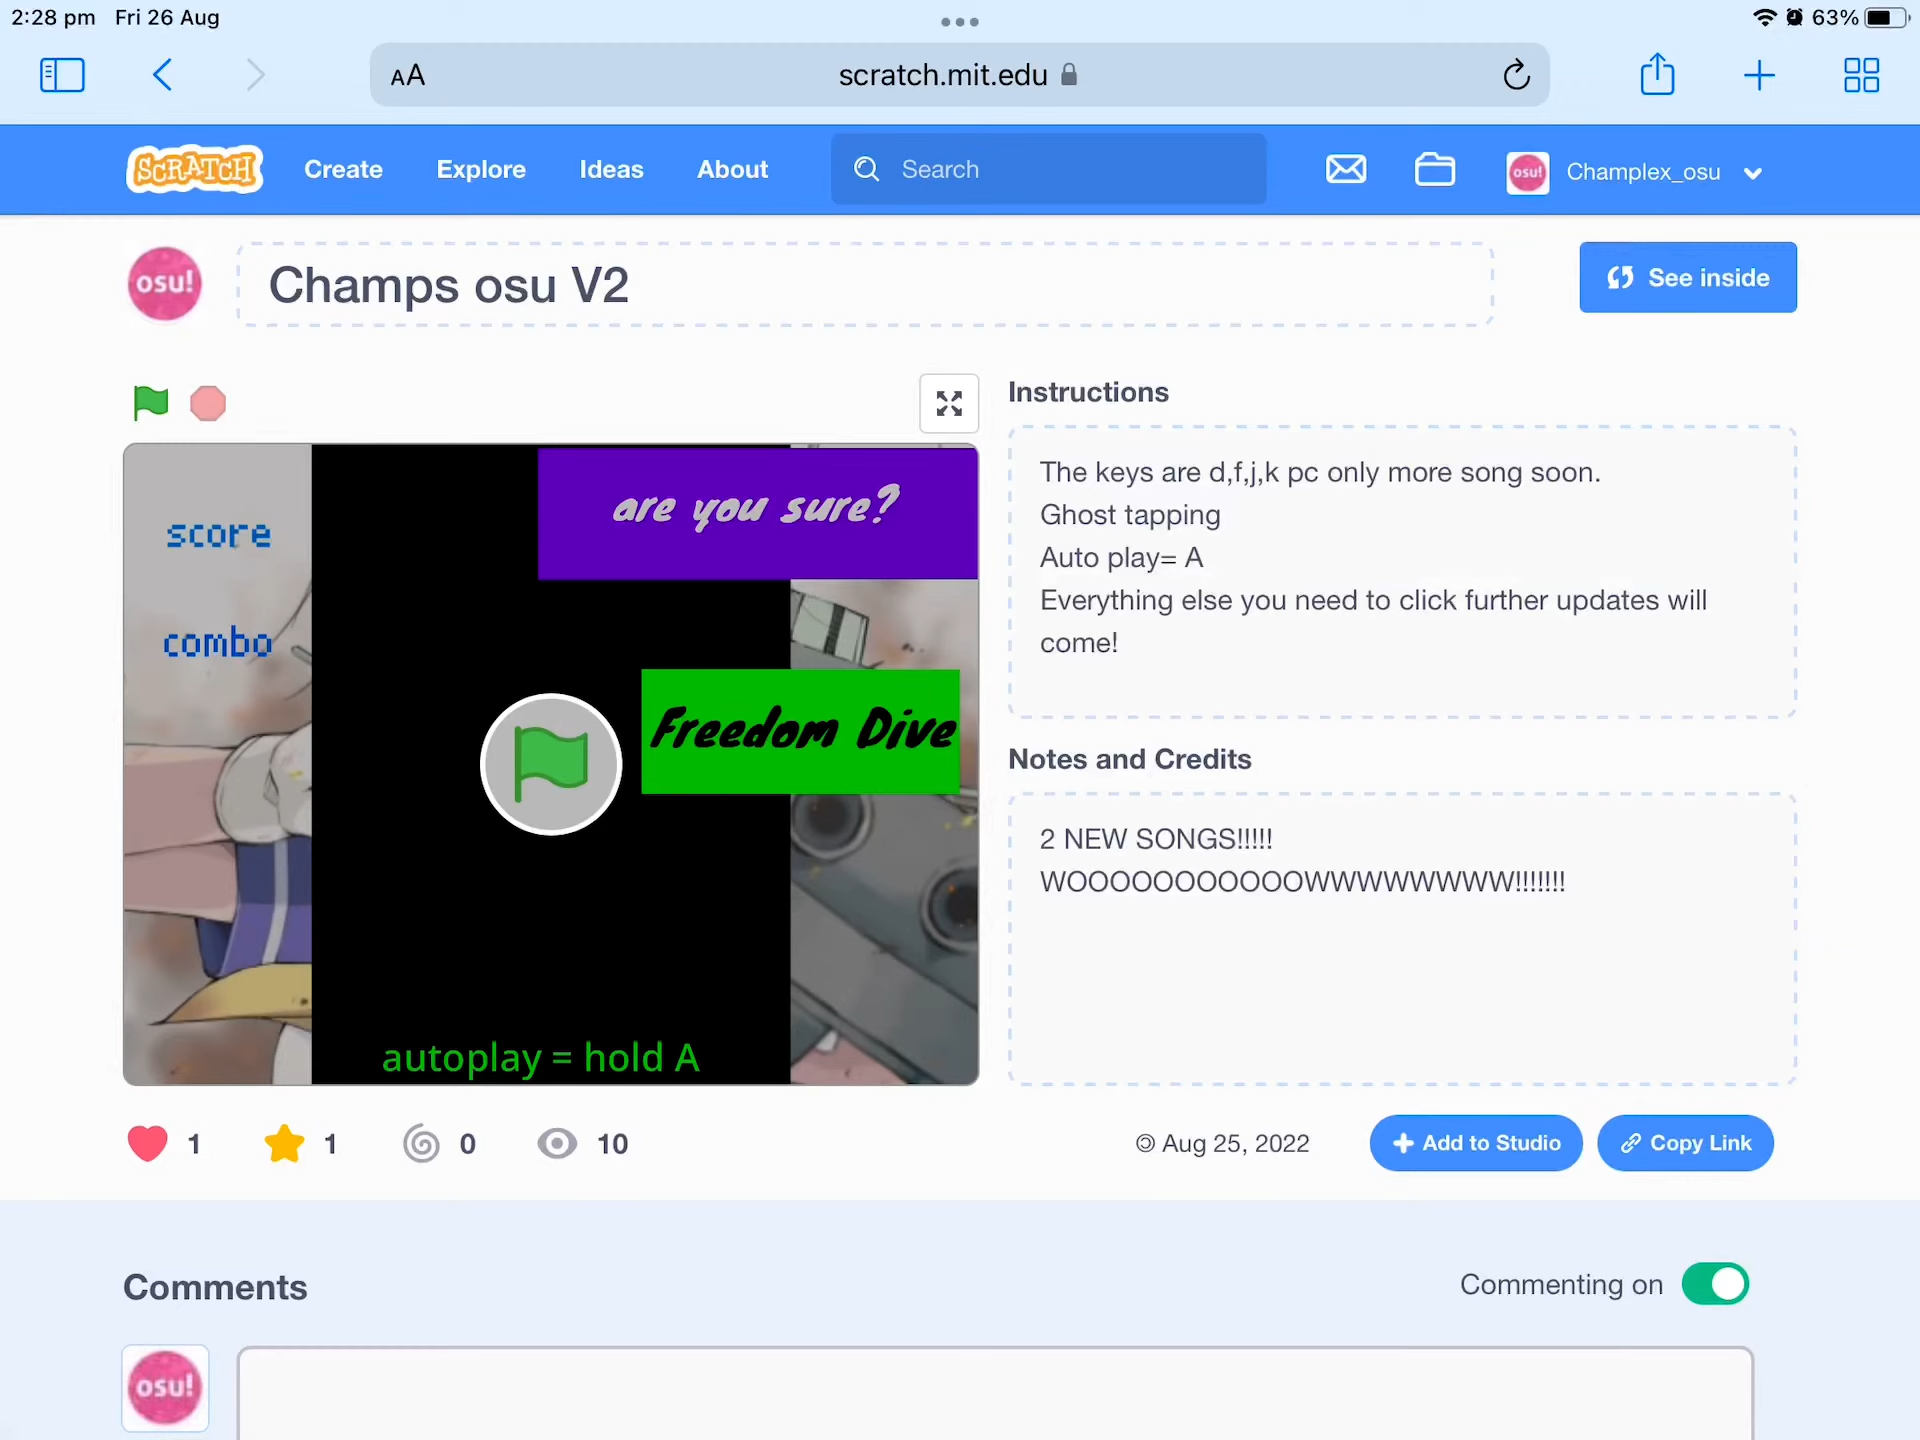 2:28 pm Fri 26 Aug
63%
AA
scratch.mit.edu
SCRATCH
Create
Explore
Ideas
About
Search
osu!
Champlex_osu
osu!
Champs osu V2
See inside
score
combo
are you sure?
Freedom Dive
autoplay = hold A
Instructions
The keys are d,f,j,k pc only more song soon.
Ghost tapping
Auto play= A
Everything else you need to click further updates will
come!
Notes and Credits
2 NEW SONGS!!!!!
WOOOOOOOOOOOWWWWWWWW!!!!!!!
1
1
0
10
Aug 25, 2022
Add to Studio
Copy Link
Comments
Commenting on
osu!